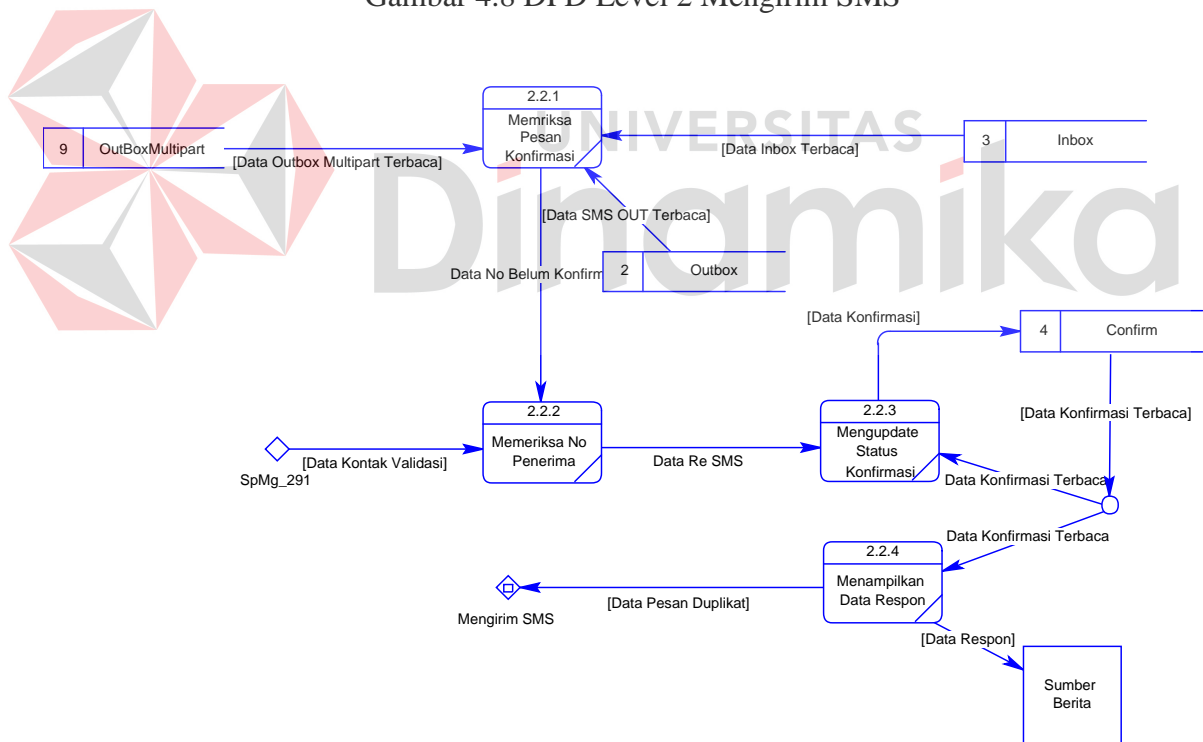 Gambar 4.8 DFD Level 2 Mengirim SMS
2.2.1
Memriksa
Pesan
Konfirmasi
UNIVERSITAS
Dinamika
9 OutBoxMultipart
[Data Outbox Multipart Terbaca]
[Data Inbox Terbaca]
3 Inbox
[Data SMS OUT Terbaca]
Data No Belum Konfirm
2 Outbox
[Data Konfirmasi]
4 Confirm
2.2.2
Memeriksa No
Penerima
SpMg_291
[Data Kontak Validasi]
Data Re SMS
2.2.3
Mengupdate
Status
Konfirmasi
[Data Konfirmasi Terbaca]
Data Konfirmasi Terbaca
Data Konfirmasi Terbaca
2.2.4
Menampilkan
Data Respon
[Data Pesan Duplikat]
Mengirim SMS
[Data Respon]
Sumber
Berita